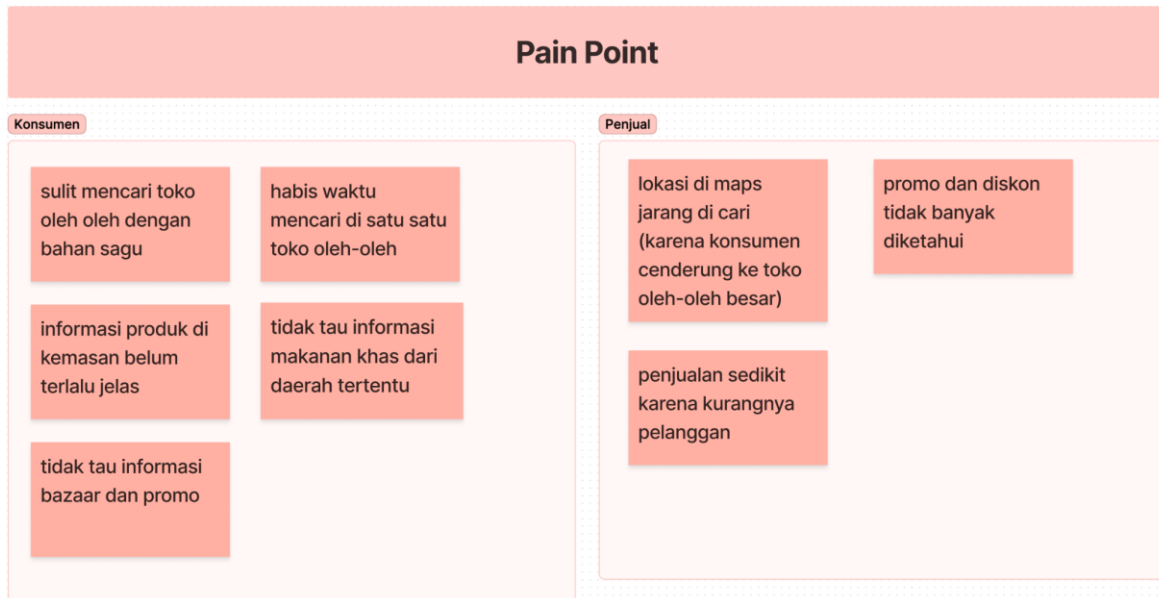 Pain Point
Konsumen
sulit mencari toko
oleh oleh dengan
bahan sagu
habis waktu
mencari di satu satu
toko oleh-oleh
informasi produk di
kemasan belum
terlalu jelas
tidak tau informasi
makanan khas dari
daerah tertentu
tidak tau informasi
bazaar dan promo
Penjual
lokasi di maps
jarang di cari
(karena konsumen
cenderung ke toko
oleh-oleh besar)
promo dan diskon
tidak banyak
diketahui
penjualan sedikit
karena kurangnya
pelanggan